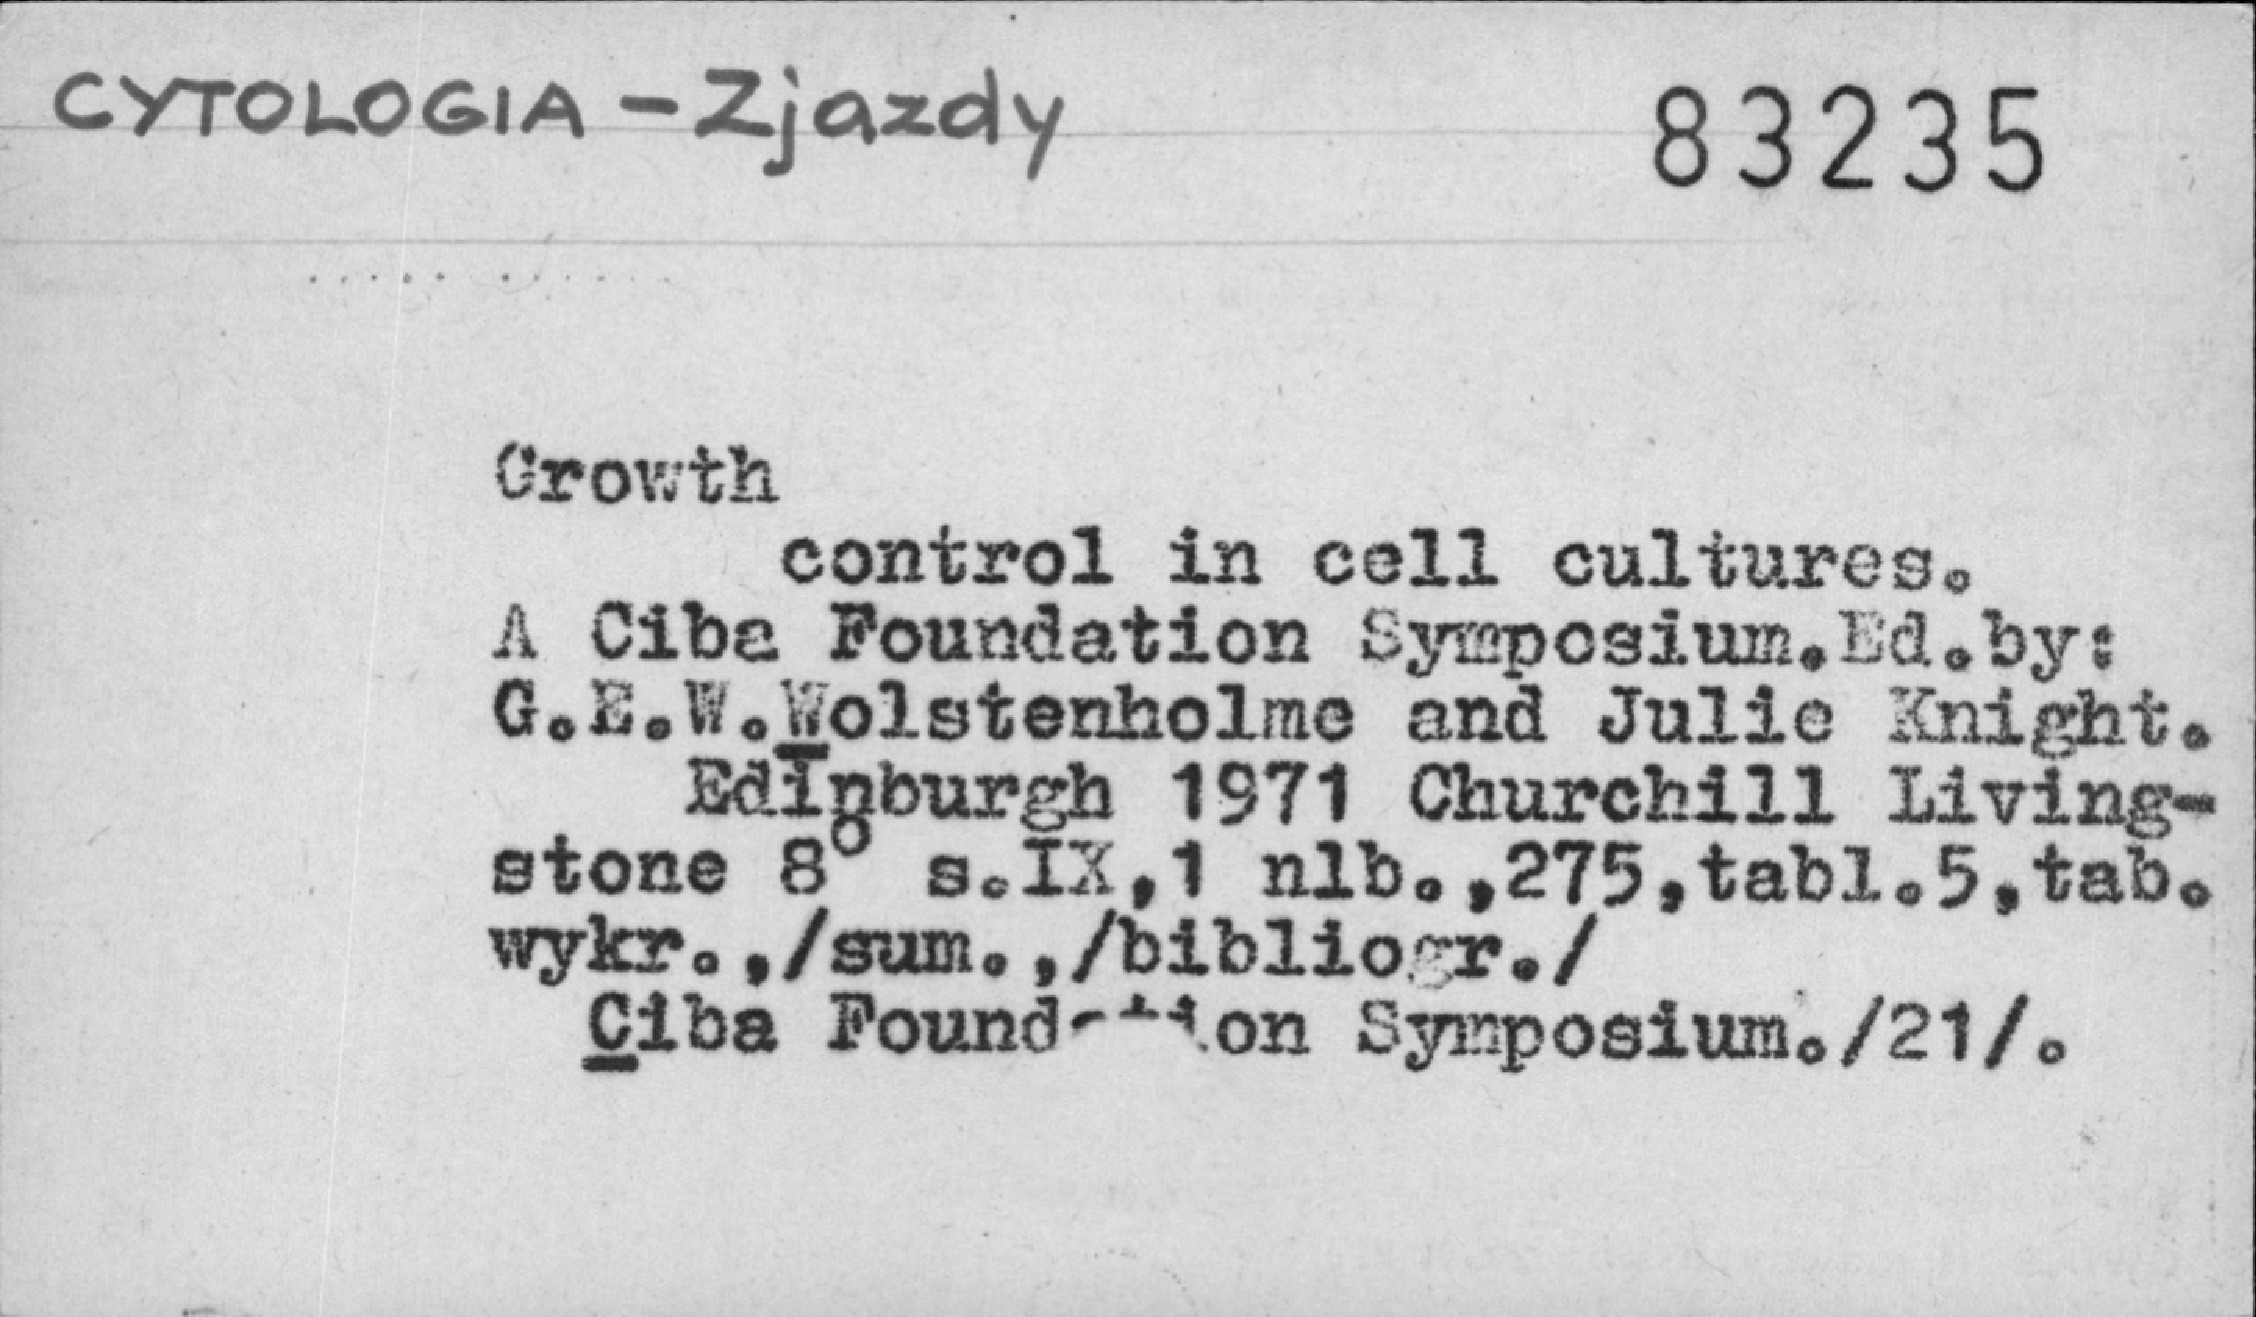 CYTOLOGIA - Zjazdy
83235
Growth
control in cell cultures.
A Ciba Foundation Symposium.Ed.by:
G.E.W.Wolstenholme and Julie Knight.
Edinburgh 1971 Churchill Living-
stone 8° s.IX,1 nlb.,275,tabl.5,tab.
wykr.,/sum.,/bibliogr./
Ciba Foundation Symposium./21/.